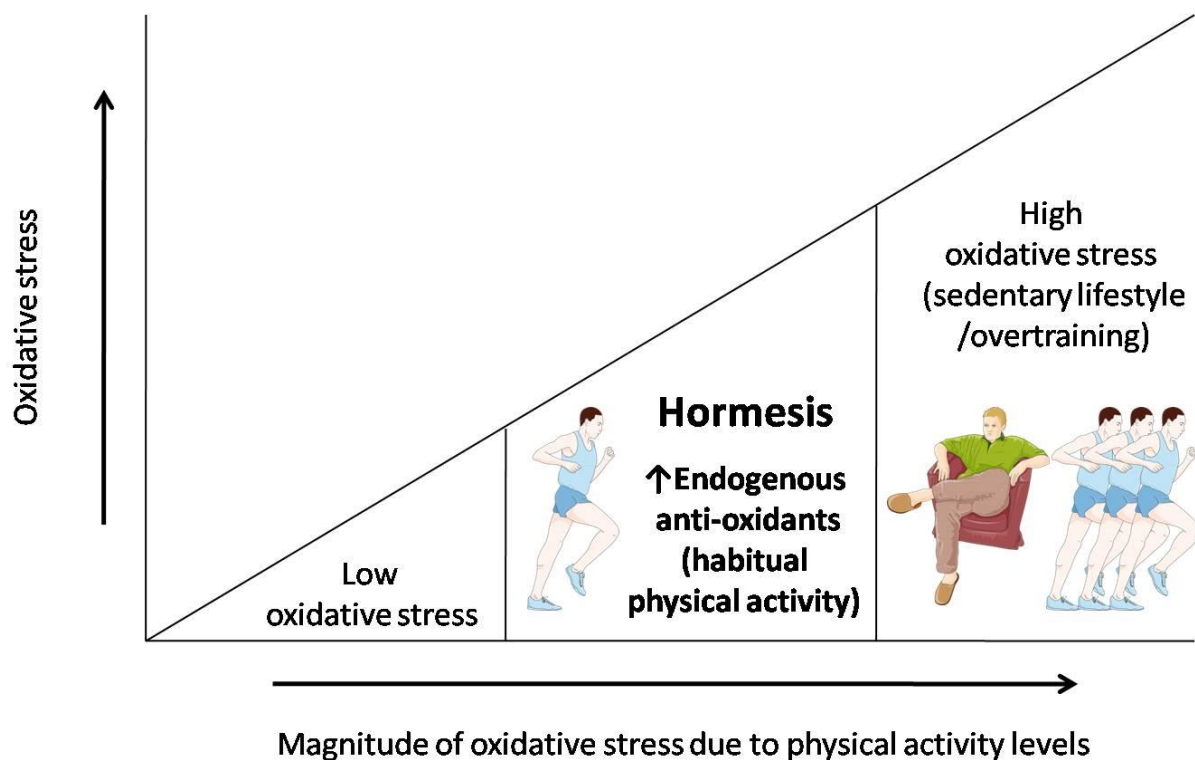 Oxidative stress
High
oxidative stress
(sedentary lifestyle
/overtraining)
Hormesis
↑Endogenous
anti-oxidants
(habitual
physical activity)
Low
oxidative stress
Magnitude of oxidative stress due to physical activity levels